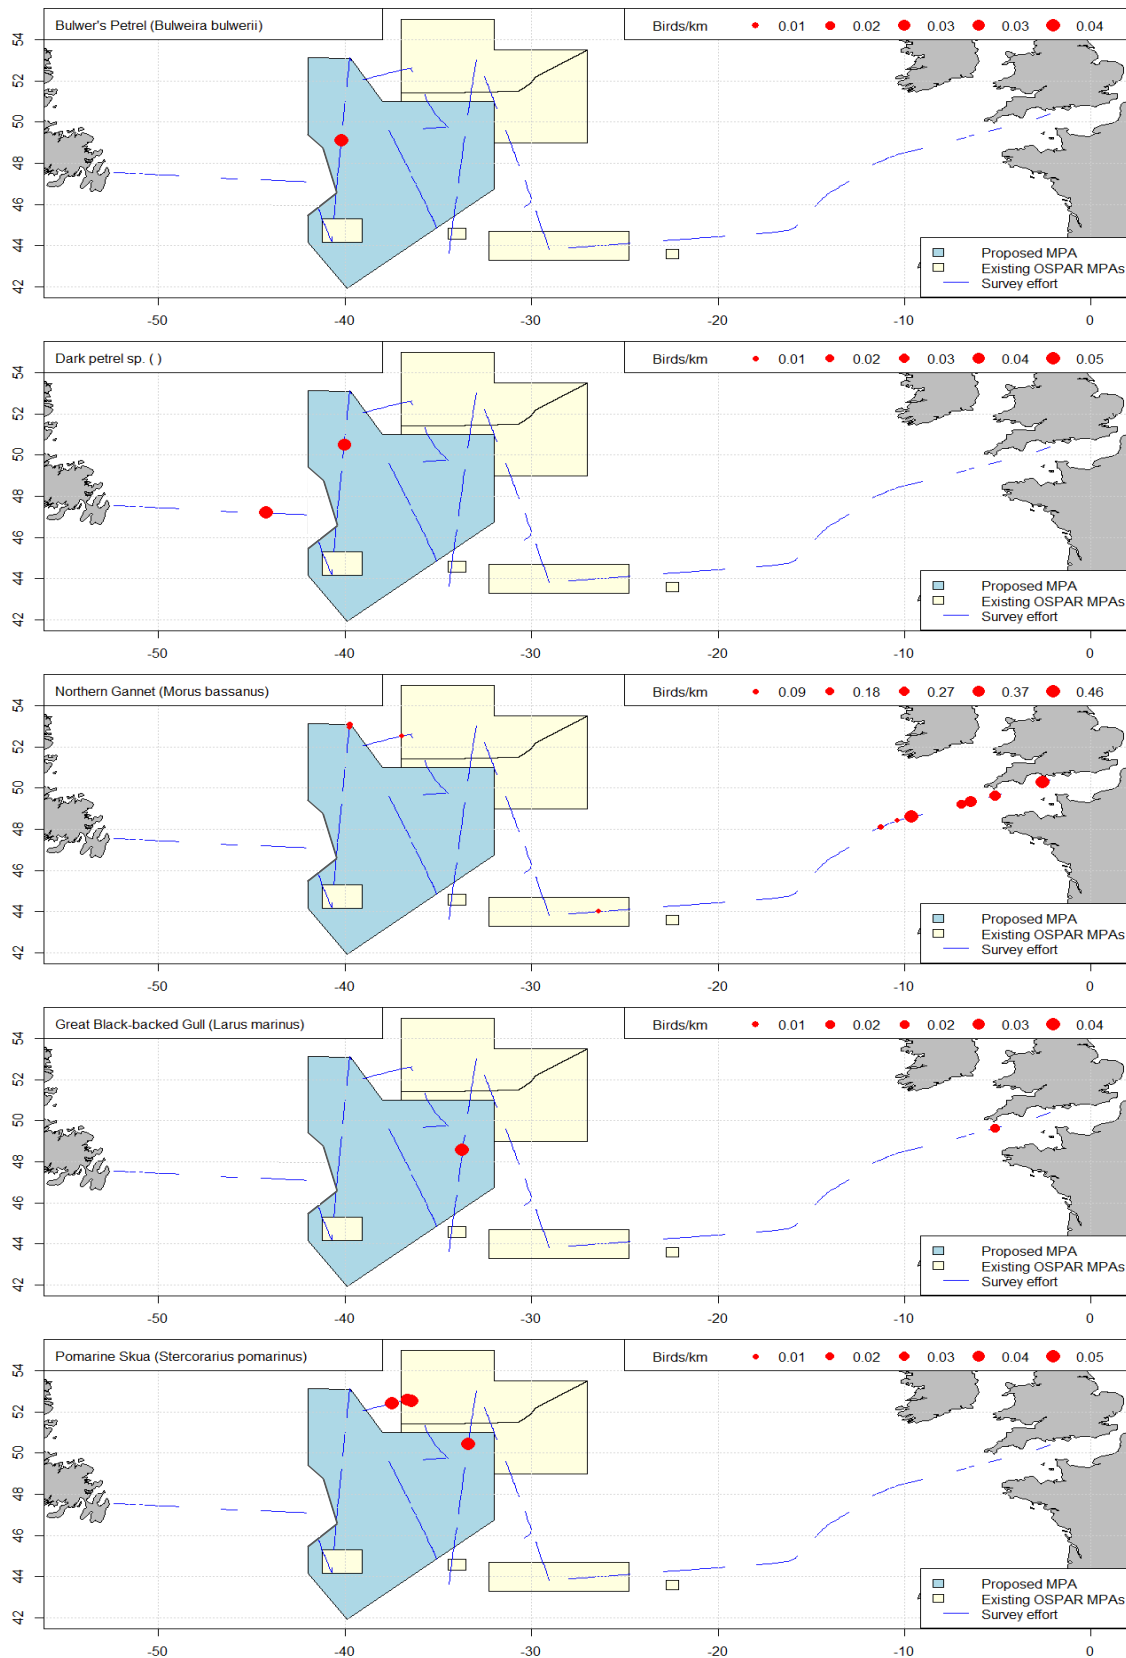 Bulwer's Petrel (Bulweira bulwerii) Birds/km 0.01 0.02 0.03 0.03 0.04
54
52
50
48
46
44
42
Proposed MPA
Existing OSPAR MPAs
Survey effort
-50 -40 -30 -20 -10 0
Dark petrel sp. ( ) Birds/km 0.01 0.02 0.03 0.04 0.05
54
52
50
48
46
44
42
Proposed MPA
Existing OSPAR MPAs
Survey effort
-50 -40 -30 -20 -10 0
Northern Gannet (Morus bassanus) Birds/km 0.09 0.18 0.27 0.37 0.46
54
52
50
48
46
44
42
Proposed MPA
Existing OSPAR MPAs
Survey effort
-50 -40 -30 -20 -10 0
Great Black-backed Gull (Larus marinus) Birds/km 0.01 0.02 0.02 0.03 0.04
54
52
50
48
46
44
42
Proposed MPA
Existing OSPAR MPAs
Survey effort
-50 -40 -30 -20 -10 0
Pomarine Skua (Stercorarius pomarinus) Birds/km 0.01 0.02 0.03 0.04 0.05
54
52
50
48
46
44
42
Proposed MPA
Existing OSPAR MPAs
Survey effort
-50 -40 -30 -20 -10 0